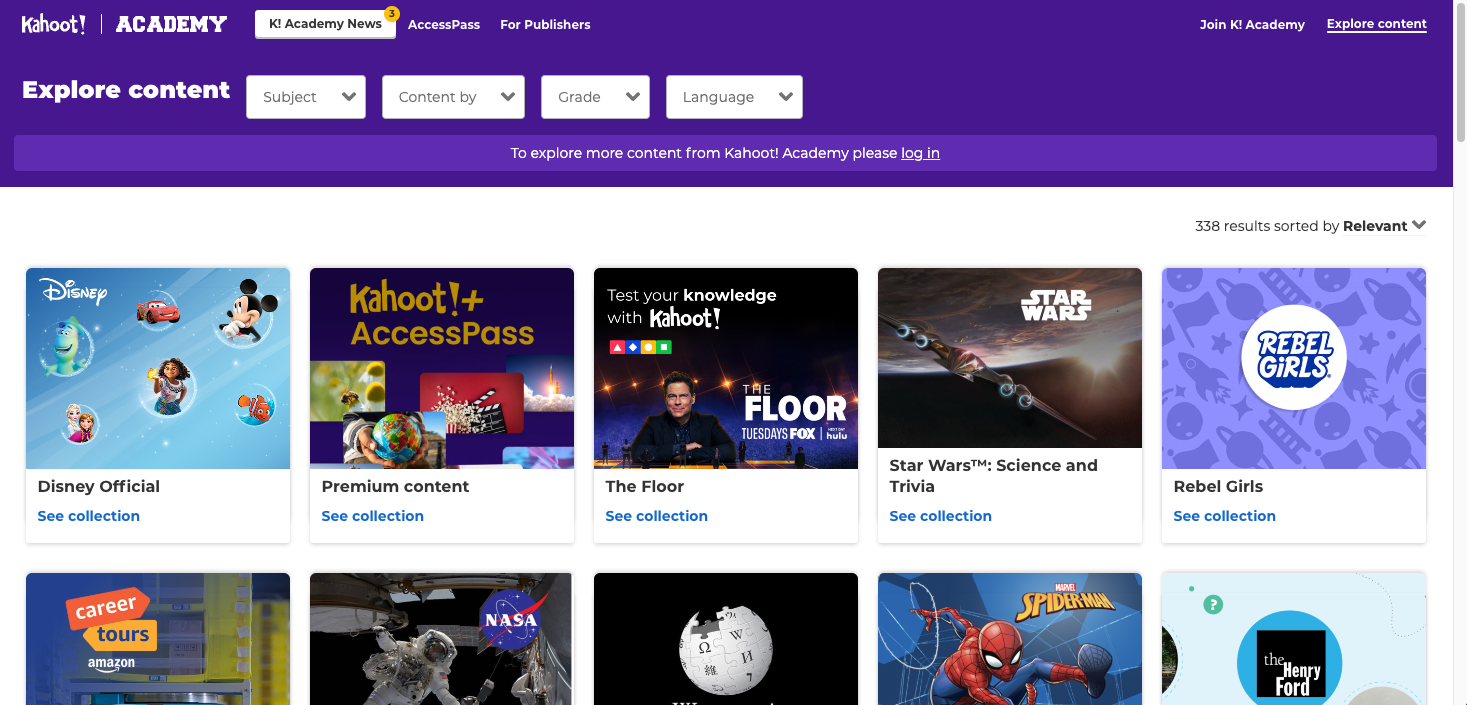 Kahoot! ACADEMY
K! Academy News
3
AccessPass
For Publishers
Join K! Academy
Explore content
Explore content
Subject
Content by
Grade
Language
To explore more content from Kahoot! Academy please log in
338 results sorted by Relevant
Disney
Disney Official
See collection
Kahoot!+
AccessPass
Premium content
See collection
Test your knowledge
with Kahoot!
THE
FLOOR
TUESDAYS FOX | NEXT DAY hulu
The Floor
See collection
STAR
WARS
Star Wars™: Science and
Trivia
See collection
REBEL
GIRLS®
Rebel Girls
See collection
career
tours
amazon
NASA
Ω W И 維 7
MARVEL
SPIDER-MAN
?
the
Henry
Ford